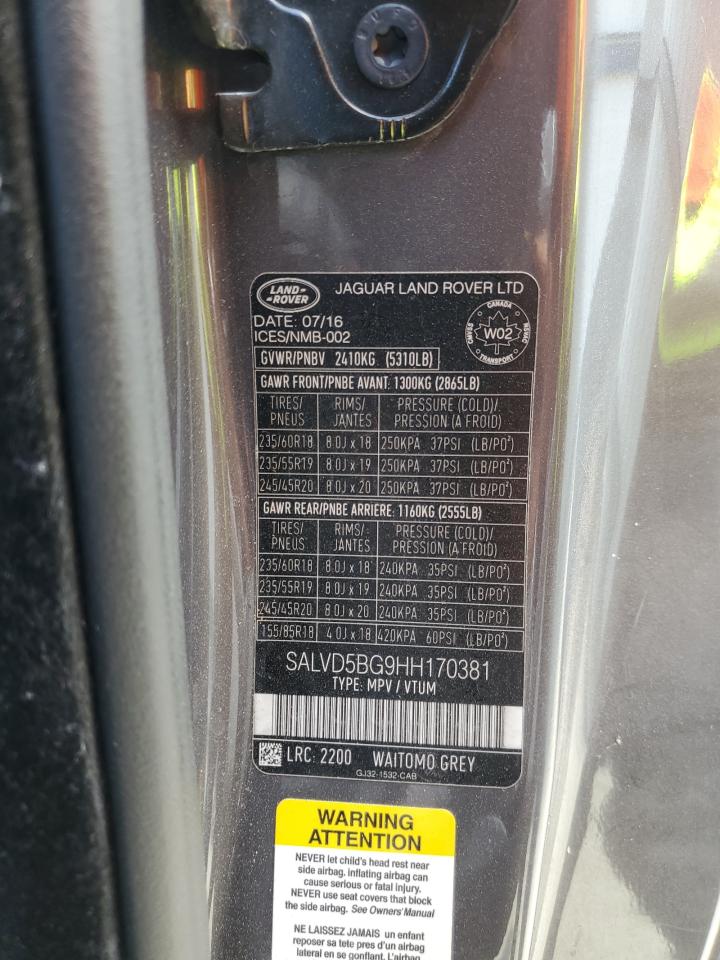 LAND-
-ROVER
JAGUAR LAND ROVER LTD
DATE: 07/16
ICES/NMB-002
CANADA
W02
TRANSPORT
GVWR/PNBV 2410KG (5310LB)
GAWR FRONT/PNBE AVANT: 1300KG (2865LB)
TIRES/ RIMS/ PRESSURE (COLD)/
PNEUS JANTES PRESSION (A FROID)
235/60R18 8.0J x 18 250KPA 37PSI (LB/PO²)
235/55R19 8.0J x 19 250KPA 37PSI (LB/PO²)
245/45R20 8.0J x 20 250KPA 37PSI (LB/PO²)
GAWR REAR/PNBE ARRIERE: 1160KG (2555LB)
TIRES/ RIMS/ PRESSURE (COLD)/
PNEUS JANTES PRESSION (A FROID)
235/60R18 8.0J x 18 240KPA 35PSI (LB/PO²)
235/55R19 8.0J x 19 240KPA 35PSI (LB/PO²)
245/45R20 8.0J x 20 240KPA 35PSI (LB/PO²)
155/85R18 4.0J x 18 420KPA 60PSI (LB/PO²)
SALVD5BG9HH170381
TYPE: MPV / VTUM
LRC: 2200 WAITOMO GREY
GJ32-1532-CAB
WARNING
ATTENTION
NEVER let child's head rest near
side airbag. inflating airbag can
cause serious or fatal injury.
NEVER use seat covers that block
the side airbag. See Owners' Manual
NE LAISSEZ JAMAIS un enfant
reposer sa tete pres d'un airbag
lateral en se gonflant. L'airbag